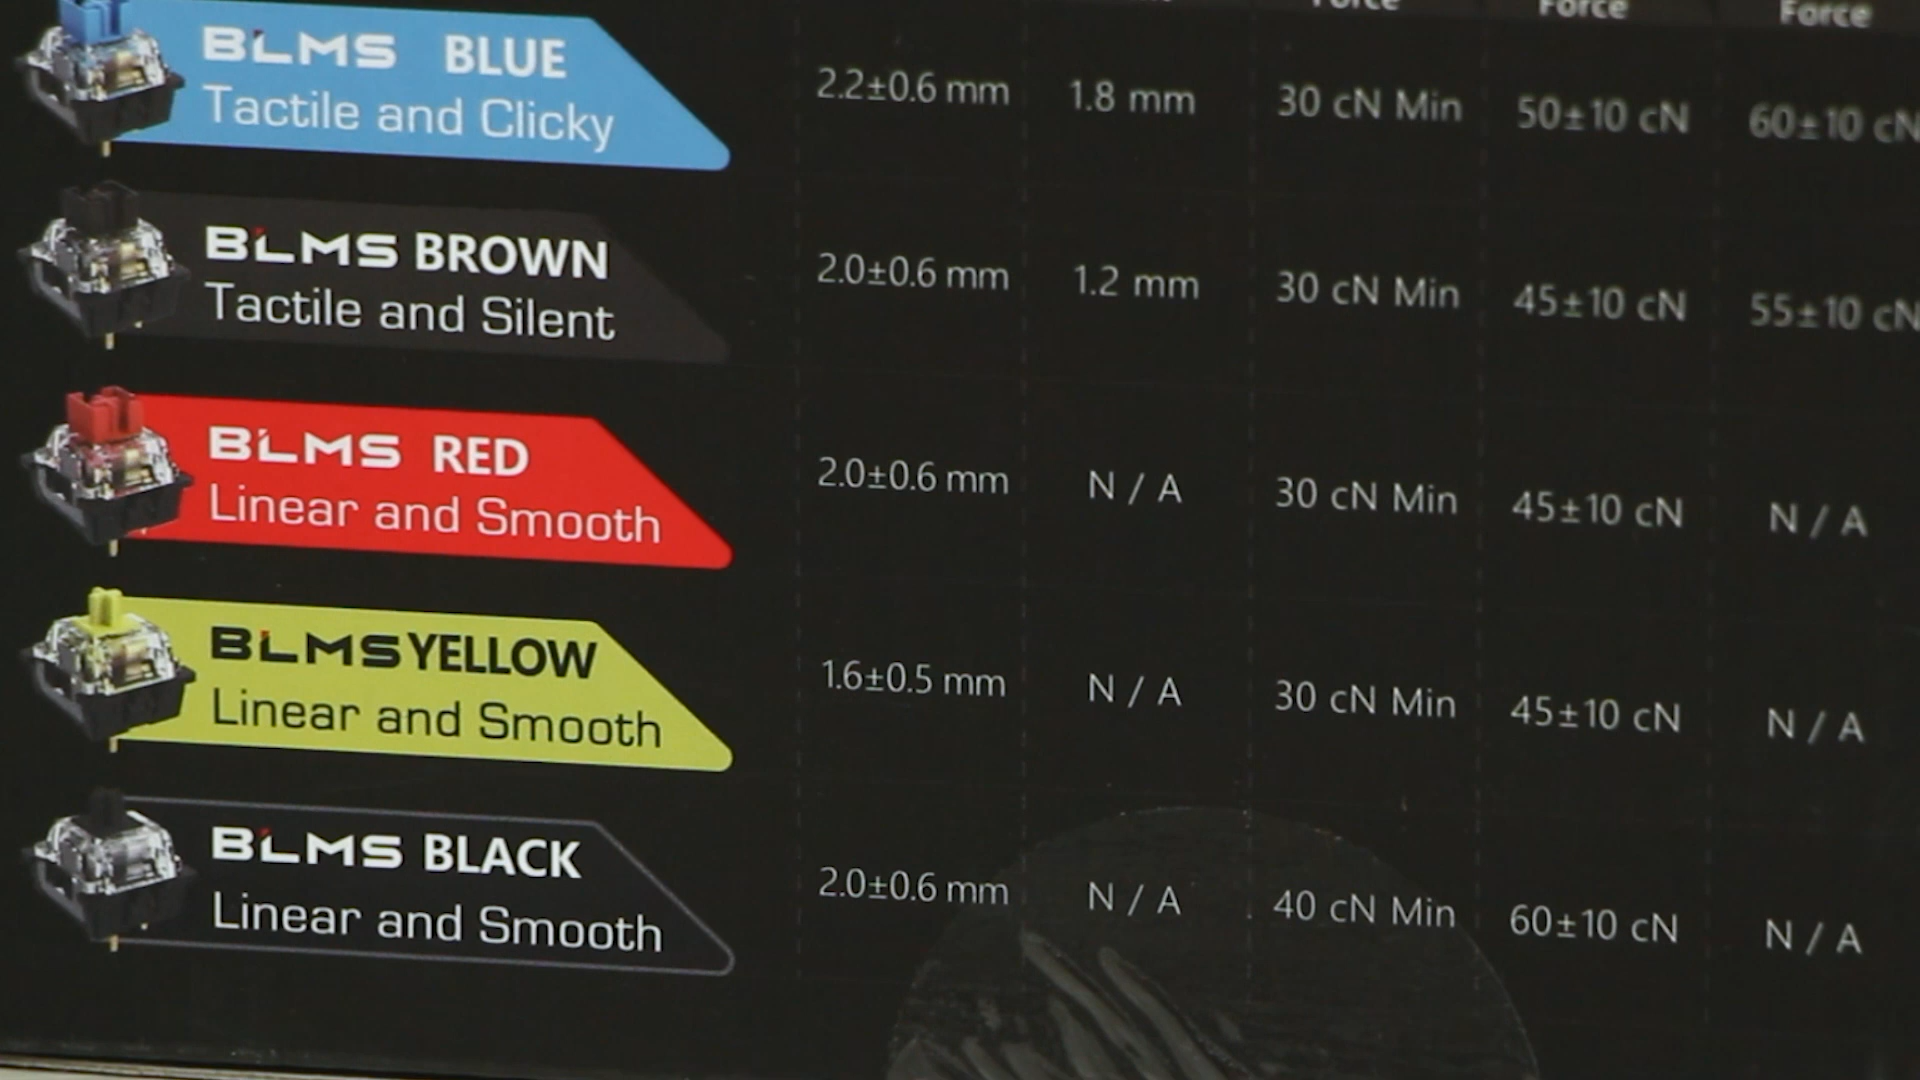 Force Force Force
BLMS BLUE
Tactile and Clicky
2.2±0.6 mm 1.8 mm 30 cN Min 50±10 cN 60±10 cN
BLMS BROWN
Tactile and Silent
2.0±0.6 mm 1.2 mm 30 cN Min 45±10 cN 55±10 cN
BLMS RED
Linear and Smooth
2.0±0.6 mm N / A 30 cN Min 45±10 cN N / A
BLMS YELLOW
Linear and Smooth
1.6±0.5 mm N / A 30 cN Min 45±10 cN N / A
BLMS BLACK
Linear and Smooth
2.0±0.6 mm N / A 40 cN Min 60±10 cN N / A